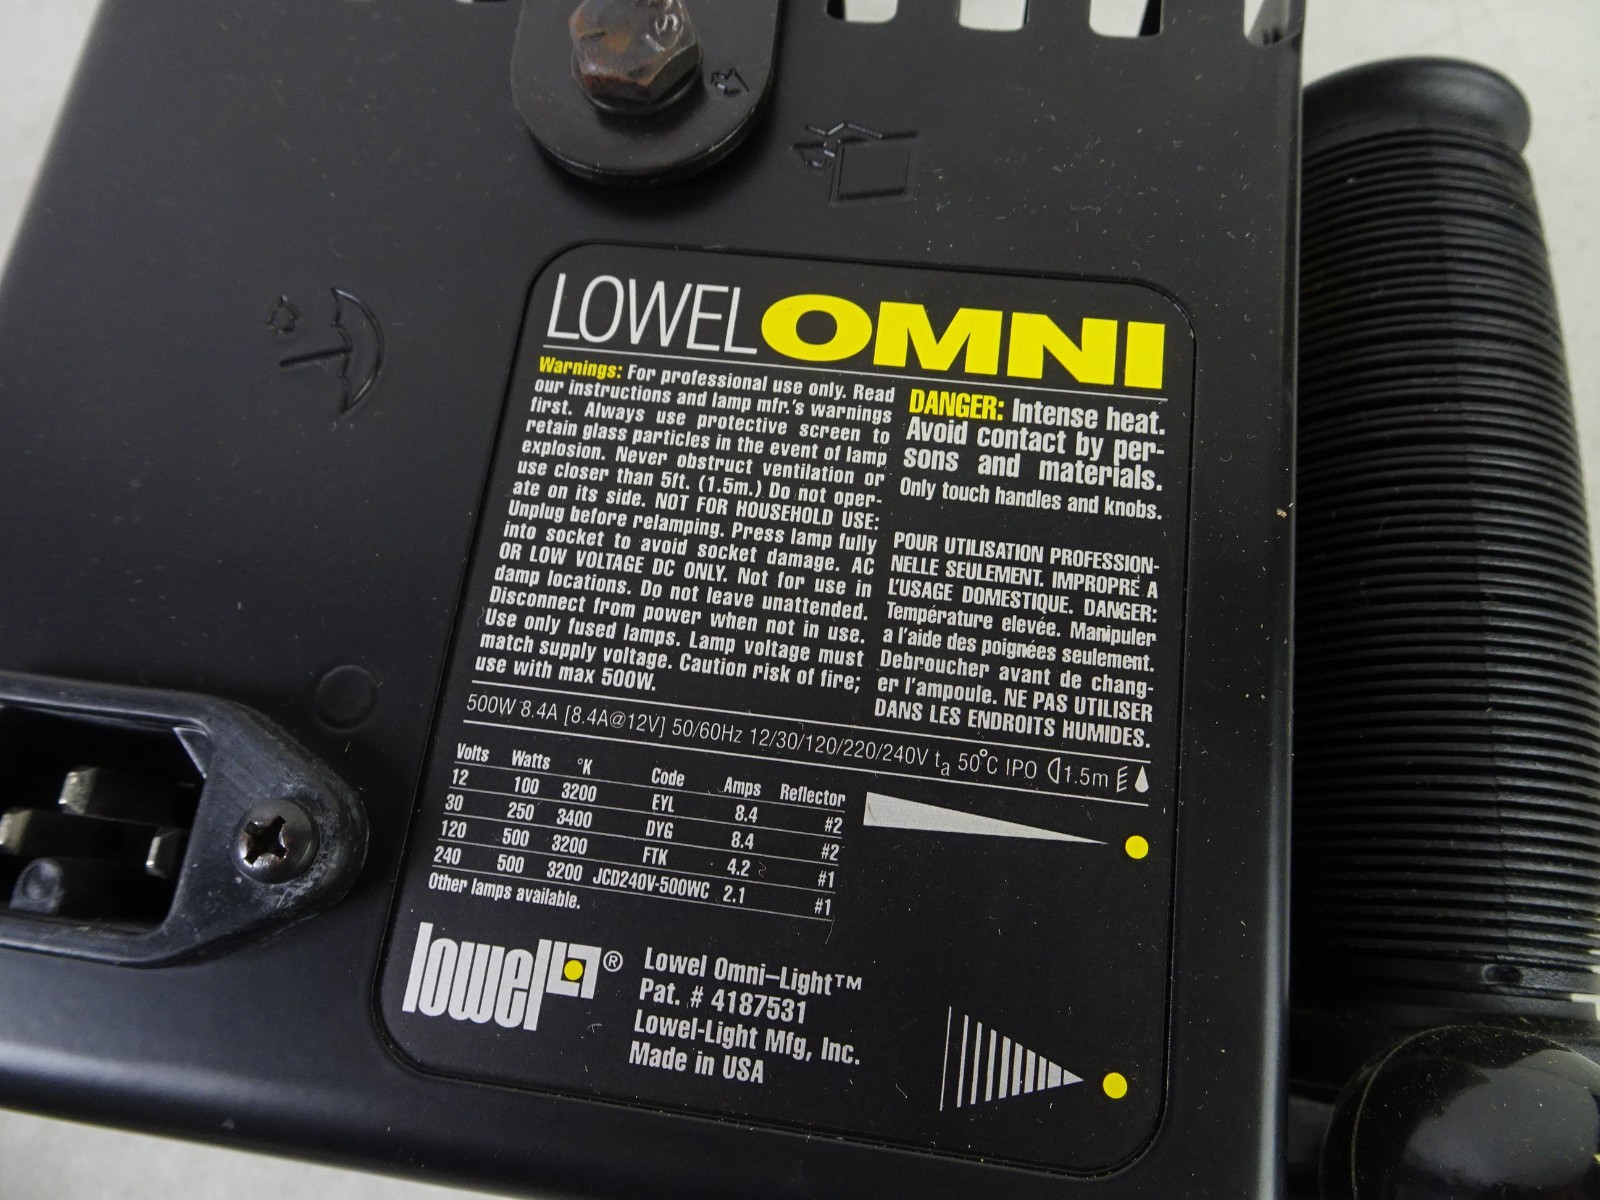 LOWEL OMNI
Warnings: For professional use only. Read
our instructions and lamp mfr.'s warnings
first. Always use protective screen to
retain glass particles in the event of lamp
explosion. Never obstruct ventilation or
use closer than 5ft. (1.5m.) Do not oper-
ate on its side. NOT FOR HOUSEHOLD USE:
Unplug before relamping. Press lamp fully
into socket to avoid socket damage. AC
OR LOW VOLTAGE DC ONLY. Not for use in
damp locations. Do not leave unattended.
Disconnect from power when not in use.
Use only fused lamps. Lamp voltage must
match supply voltage. Caution risk of fire;
use with max 500W.
DANGER: Intense heat.
Avoid contact by per-
sons and materials.
Only touch handles and knobs.
POUR UTILISATION PROFESSION-
NELLE SEULEMENT. IMPROPRE A
L'USAGE DOMESTIQUE. DANGER:
Température elevée. Manipuler
a l'aide des poignées seulement.
Debroucher avant de chang-
er l'ampoule. NE PAS UTILISER
DANS LES ENDROITS HUMIDES.
500W 8.4A [8.4A@12V] 50/60Hz 12/30/120/220/240V ta 50°C IPO 1.5m
Volts Watts °K Code Amps Reflector
12 100 3200 EYL 8.4 #2
30 250 3400 DYG 8.4 #2
120 500 3200 FTK 4.2 #1
240 500 3200 JCD240V-500WC 2.1 #1
Other lamps available.
lowel®
Lowel Omni-Light™
Pat. # 4187531
Lowel-Light Mfg, Inc.
Made in USA